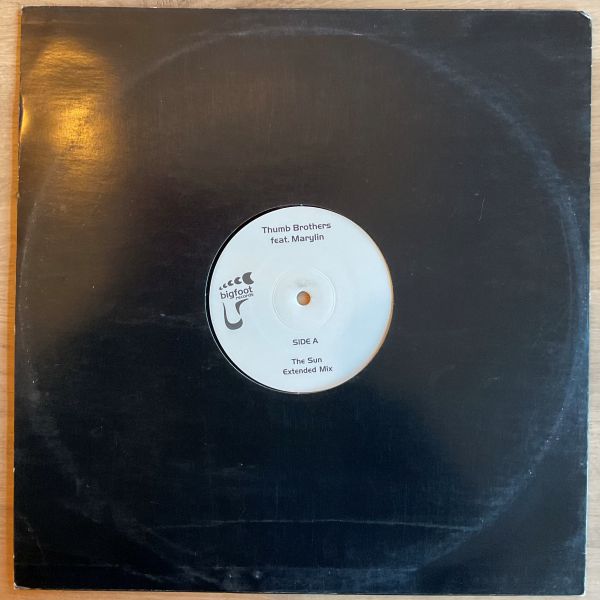 Thumb Brothers
feat. Marylin
bigfoot
records
SIDE A
The Sun
Extended Mix